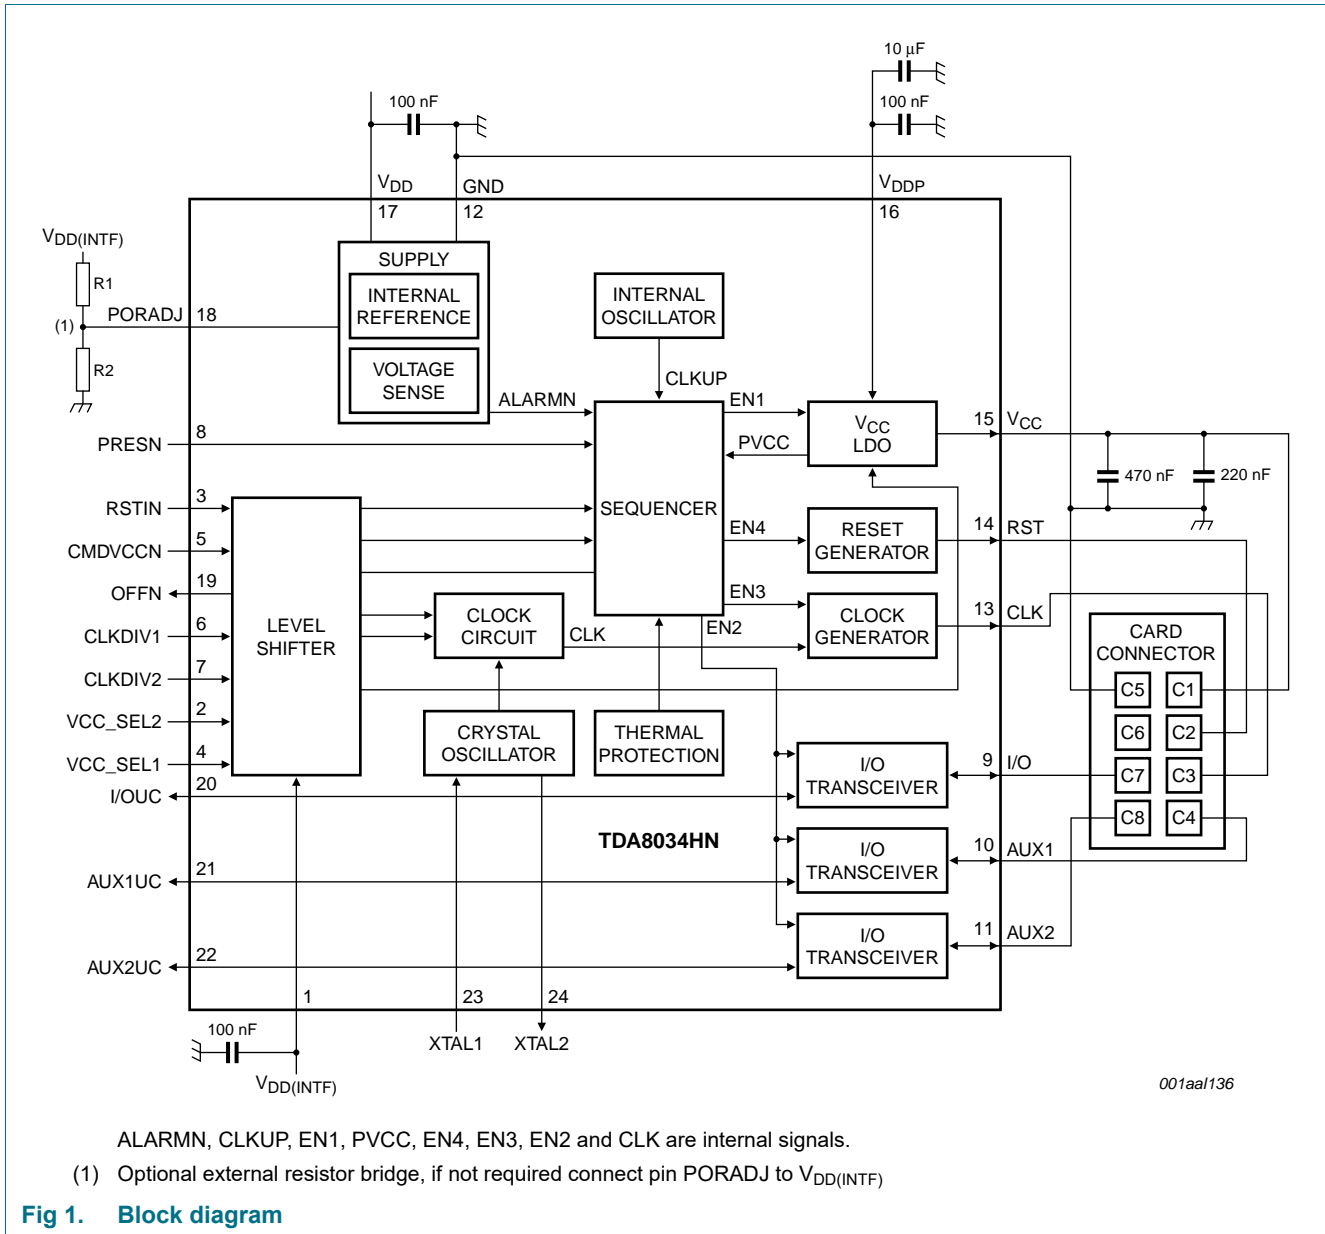 10 μF
100 nF
100 nF
VDD
GND
VDDP
17
12
16
VDD(INTF)
R1
(1)
R2
PORADJ
18
SUPPLY
INTERNAL
REFERENCE
VOLTAGE
SENSE
INTERNAL
OSCILLATOR
CLKUP
ALARMN
EN1
PVCC
VCC
LDO
15
VCC
470 nF
220 nF
PRESN
8
RSTIN
3
CMDVCCN
5
OFFN
19
CLKDIV1
6
CLKDIV2
7
VCC_SEL2
2
VCC_SEL1
4
I/OUC
20
LEVEL
SHIFTER
SEQUENCER
EN4
RESET
GENERATOR
14
RST
EN3
EN2
CLOCK
CIRCUIT
CLK
CLOCK
GENERATOR
13
CLK
CARD
CONNECTOR
C5
C1
C6
C2
C7
C3
C8
C4
CRYSTAL
OSCILLATOR
THERMAL
PROTECTION
I/O
TRANSCEIVER
9
I/O
TDA8034HN
I/O
TRANSCEIVER
10
AUX1
AUX1UC
21
I/O
TRANSCEIVER
11
AUX2
AUX2UC
22
1
23
24
100 nF
VDD(INTF)
XTAL1
XTAL2
001aal136
ALARMN, CLKUP, EN1, PVCC, EN4, EN3, EN2 and CLK are internal signals.
(1) Optional external resistor bridge, if not required connect pin PORADJ to VDD(INTF)
Fig 1. Block diagram